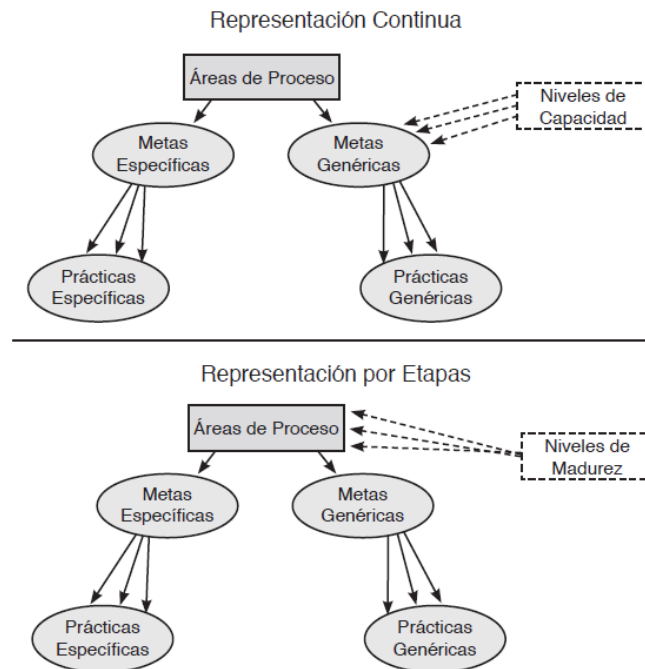 Representación Continua
Áreas de Proceso
Niveles de
Capacidad
Metas
Específicas
Metas
Genéricas
Prácticas
Específicas
Prácticas
Genéricas
Representación por Etapas
Áreas de Proceso
Niveles de
Madurez
Metas
Específicas
Metas
Genéricas
Prácticas
Específicas
Prácticas
Genéricas